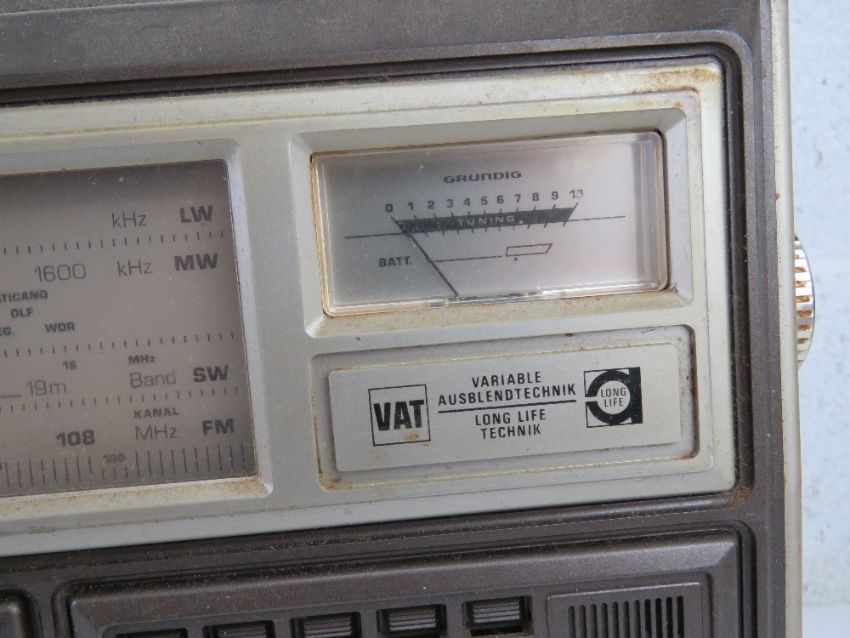 GRUNDIG
0 1 2 3 4 5 6 7 8 9 10
TUNING
BATT.
kHz LW
1600 kHz MW
DLF
WDR
16 MHz
19m Band SW
KANAL
108 MHz FM
100
VAT
VARIABLE
AUSBLENDTECHNIK
LONG LIFE
TECHNIK
LONG
LIFE